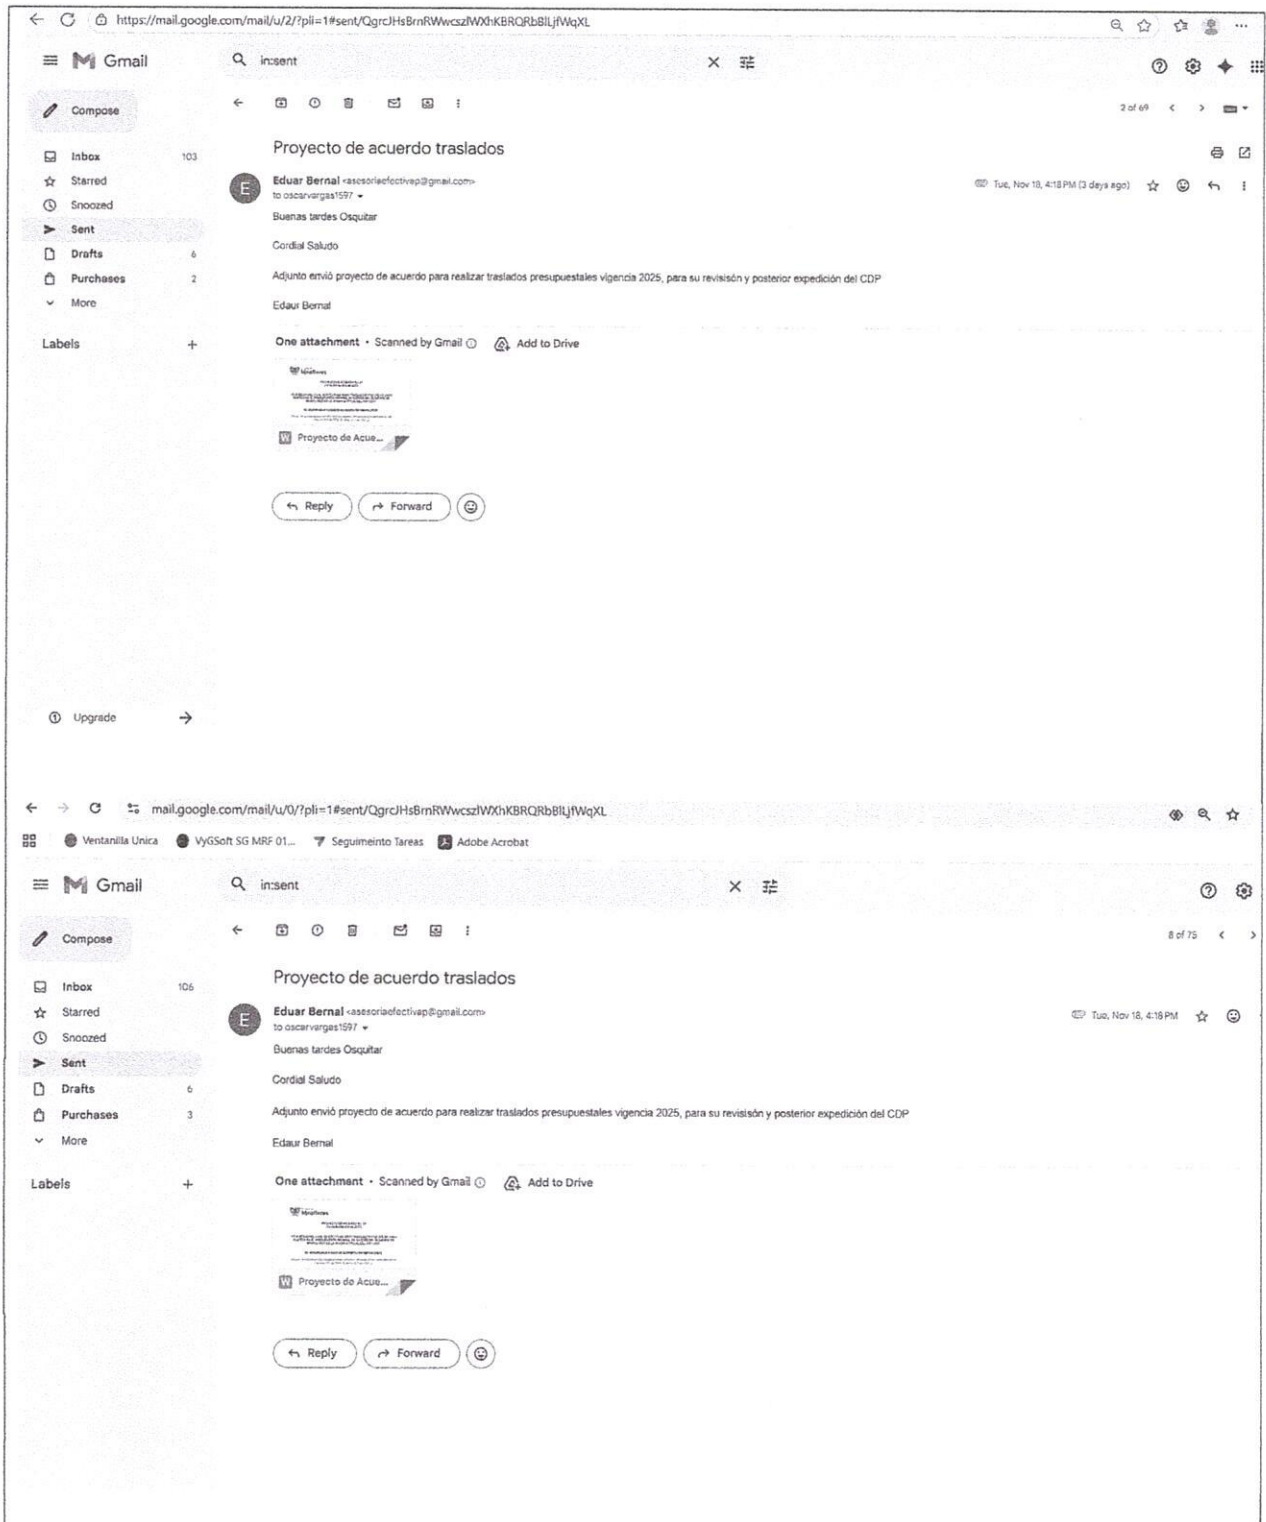 https://mail.google.com/mail/u/2/?pli=1#sent/QgrcJHsBrnRWwcszlWXhKBRQRbBlLjfWqXL
Gmail
in:sent
Compose
2 of 69
Proyecto de acuerdo traslados
Inbox 103
Starred
Snoozed
Sent
Drafts 6
Purchases 2
More
Labels +
E
Eduar Bernal <asesoriaefectivap@gmail.com>
Tue, Nov 18, 4:18 PM (3 days ago)
to oscarvargas1597
Buenas tardes Osquitar
Cordial Saludo
Adjunto envió proyecto de acuerdo para realizar traslados presupuestales vigencia 2025, para su revisisón y posterior expedición del CDP
Edaur Bernal
One attachment • Scanned by Gmail Add to Drive
Miraflores
W Proyecto de Acue...
Reply Forward
Upgrade
mail.google.com/mail/u/0/?pli=1#sent/QgrcJHsBrnRWwcszlWXhKBRQRbBlLjfWqXL
Ventanilla Unica VyGSoft SG MRF 01... Seguimeinto Tareas Adobe Acrobat
Gmail
in:sent
Compose
8 of 75
Proyecto de acuerdo traslados
Inbox 106
Starred
Snoozed
Sent
Drafts 6
Purchases 3
More
Labels +
E
Eduar Bernal <asesoriaefectivap@gmail.com>
Tue, Nov 18, 4:18 PM
to oscarvargas1597
Buenas tardes Osquitar
Cordial Saludo
Adjunto envió proyecto de acuerdo para realizar traslados presupuestales vigencia 2025, para su revisisón y posterior expedición del CDP
Edaur Bernal
One attachment • Scanned by Gmail Add to Drive
Miraflores
W Proyecto de Acue...
Reply Forward